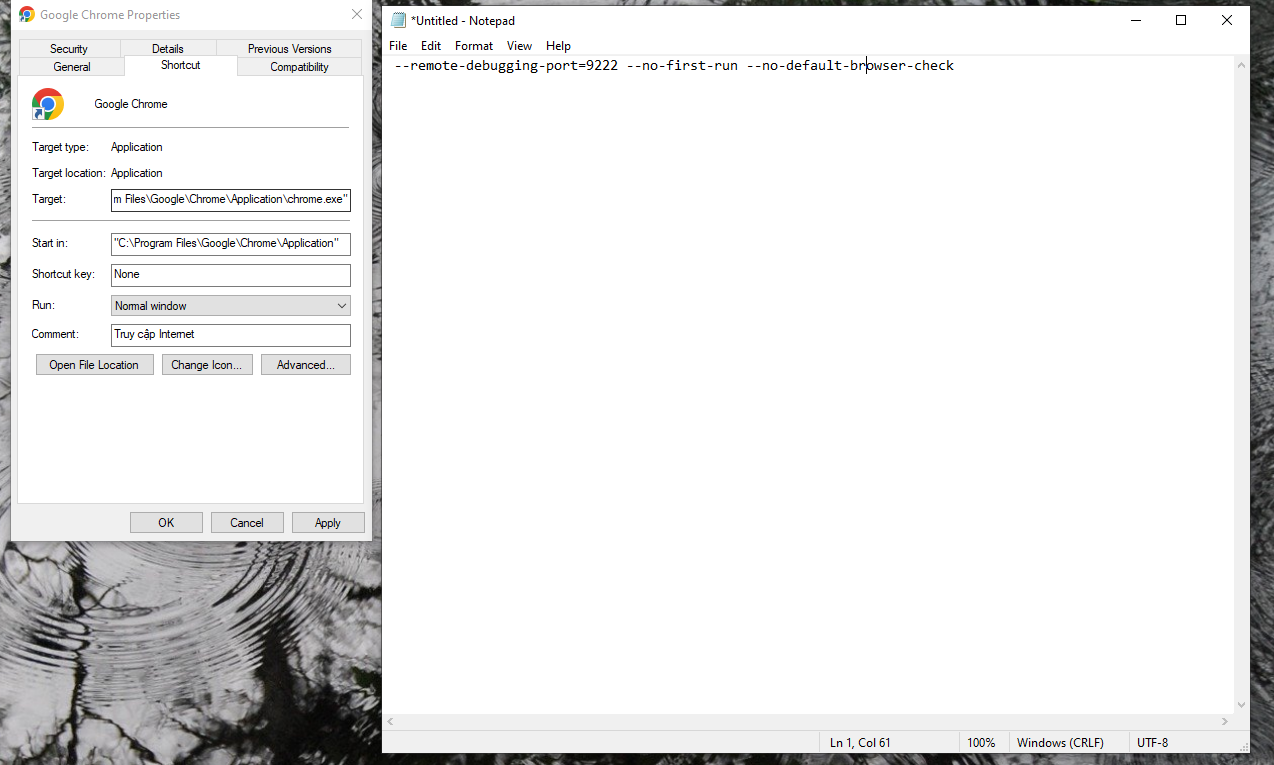 Google Chrome Properties
Security Details Previous Versions
General Shortcut Compatibility
Google Chrome
Target type: Application
Target location: Application
Target: m Files\Google\Chrome\Application\chrome.exe"
Start in: "C:\Program Files\Google\Chrome\Application"
Shortcut key: None
Run: Normal window
Comment: Truy cập Internet
Open File Location Change Icon... Advanced...
OK Cancel Apply
*Untitled - Notepad
File Edit Format View Help
--remote-debugging-port=9222 --no-first-run --no-default-browser-check
Ln 1, Col 61 100% Windows (CRLF) UTF-8